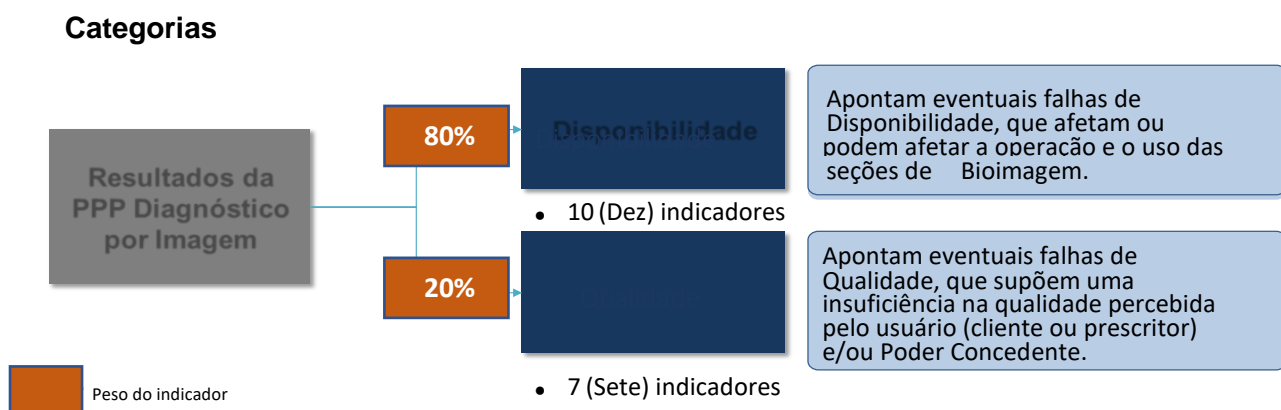 Categorias
Resultados da
PPP Diagnóstico
por Imagem
80%
Disponibilidade
Apontam eventuais falhas de
Disponibilidade, que afetam ou
podem afetar a operação e o uso das
seções de Bioimagem.
• 10 (Dez) indicadores
20%
Apontam eventuais falhas de
Qualidade, que supõem uma
insuficiência na qualidade percebida
pelo usuário (cliente ou prescritor)
e/ou Poder Concedente.
• 7 (Sete) indicadores
Peso do indicador